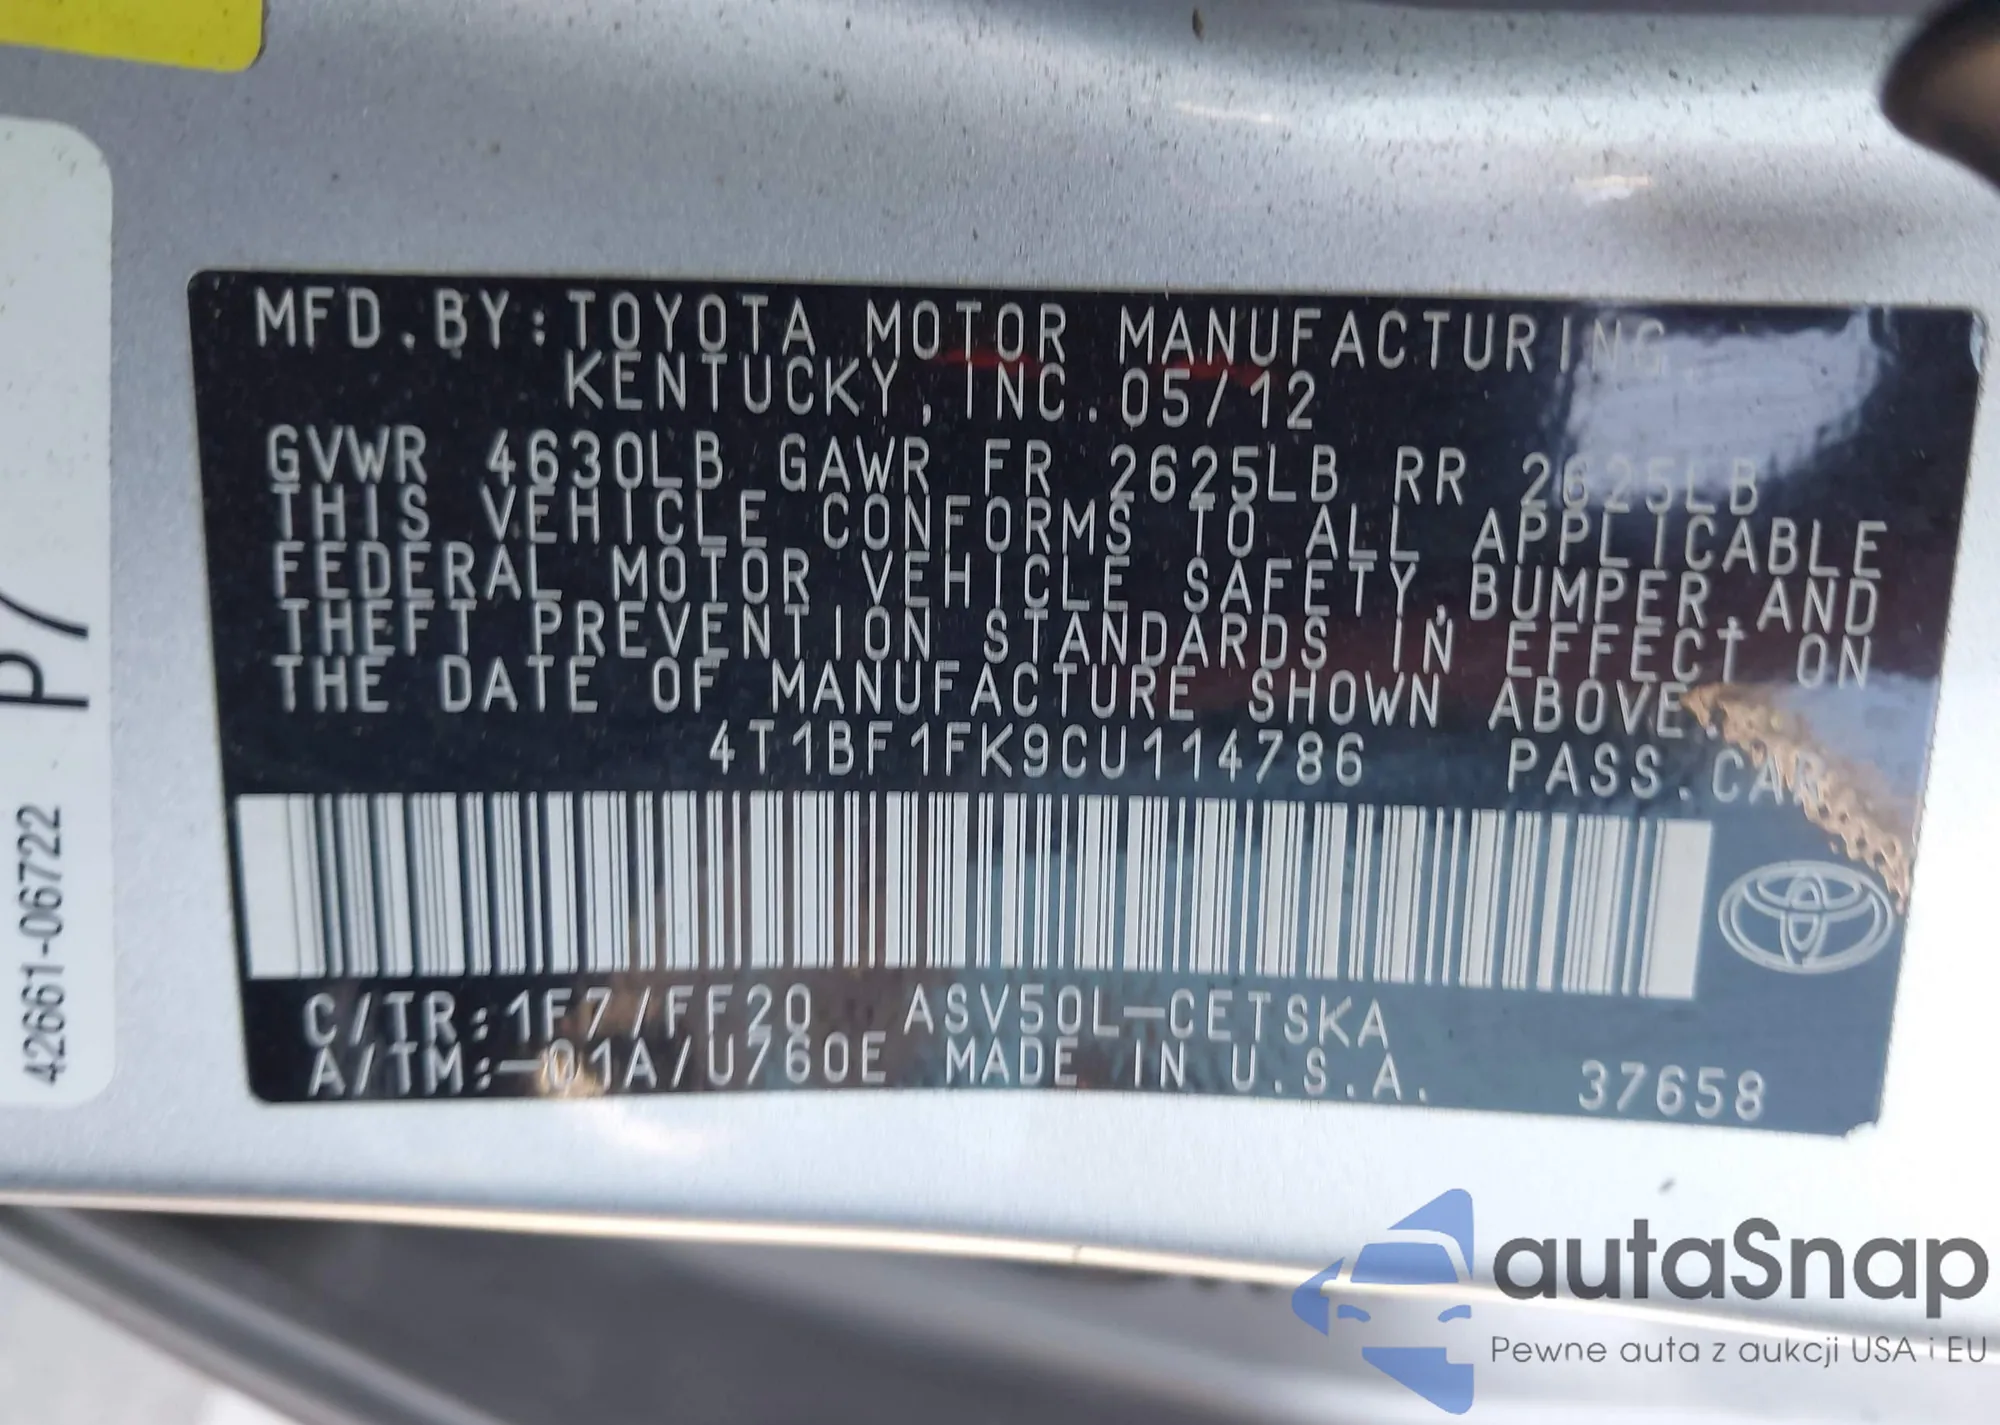 MFD.BY:TOYOTA MOTOR MANUFACTURING
KENTUCKY, INC.05/12
GVWR 4630LB GAWR FR 2625LB RR 2625LB
THIS VEHICLE CONFORMS TO ALL APPLICABLE
FEDERAL MOTOR VEHICLE SAFETY,BUMPER,AND
THEFT PREVENTION STANDARDS IN EFFECT ON
THE DATE OF MANUFACTURE SHOWN ABOVE.
4T1BF1FK9CU114786 PASS.CAR
C/TR:1F7/FF20 ASV50L-CETSKA
A/TM:-01A/U760E MADE IN U.S.A. 37658
P7
42661-06722
autaSnap
Pewne auta z aukcji USA i EU